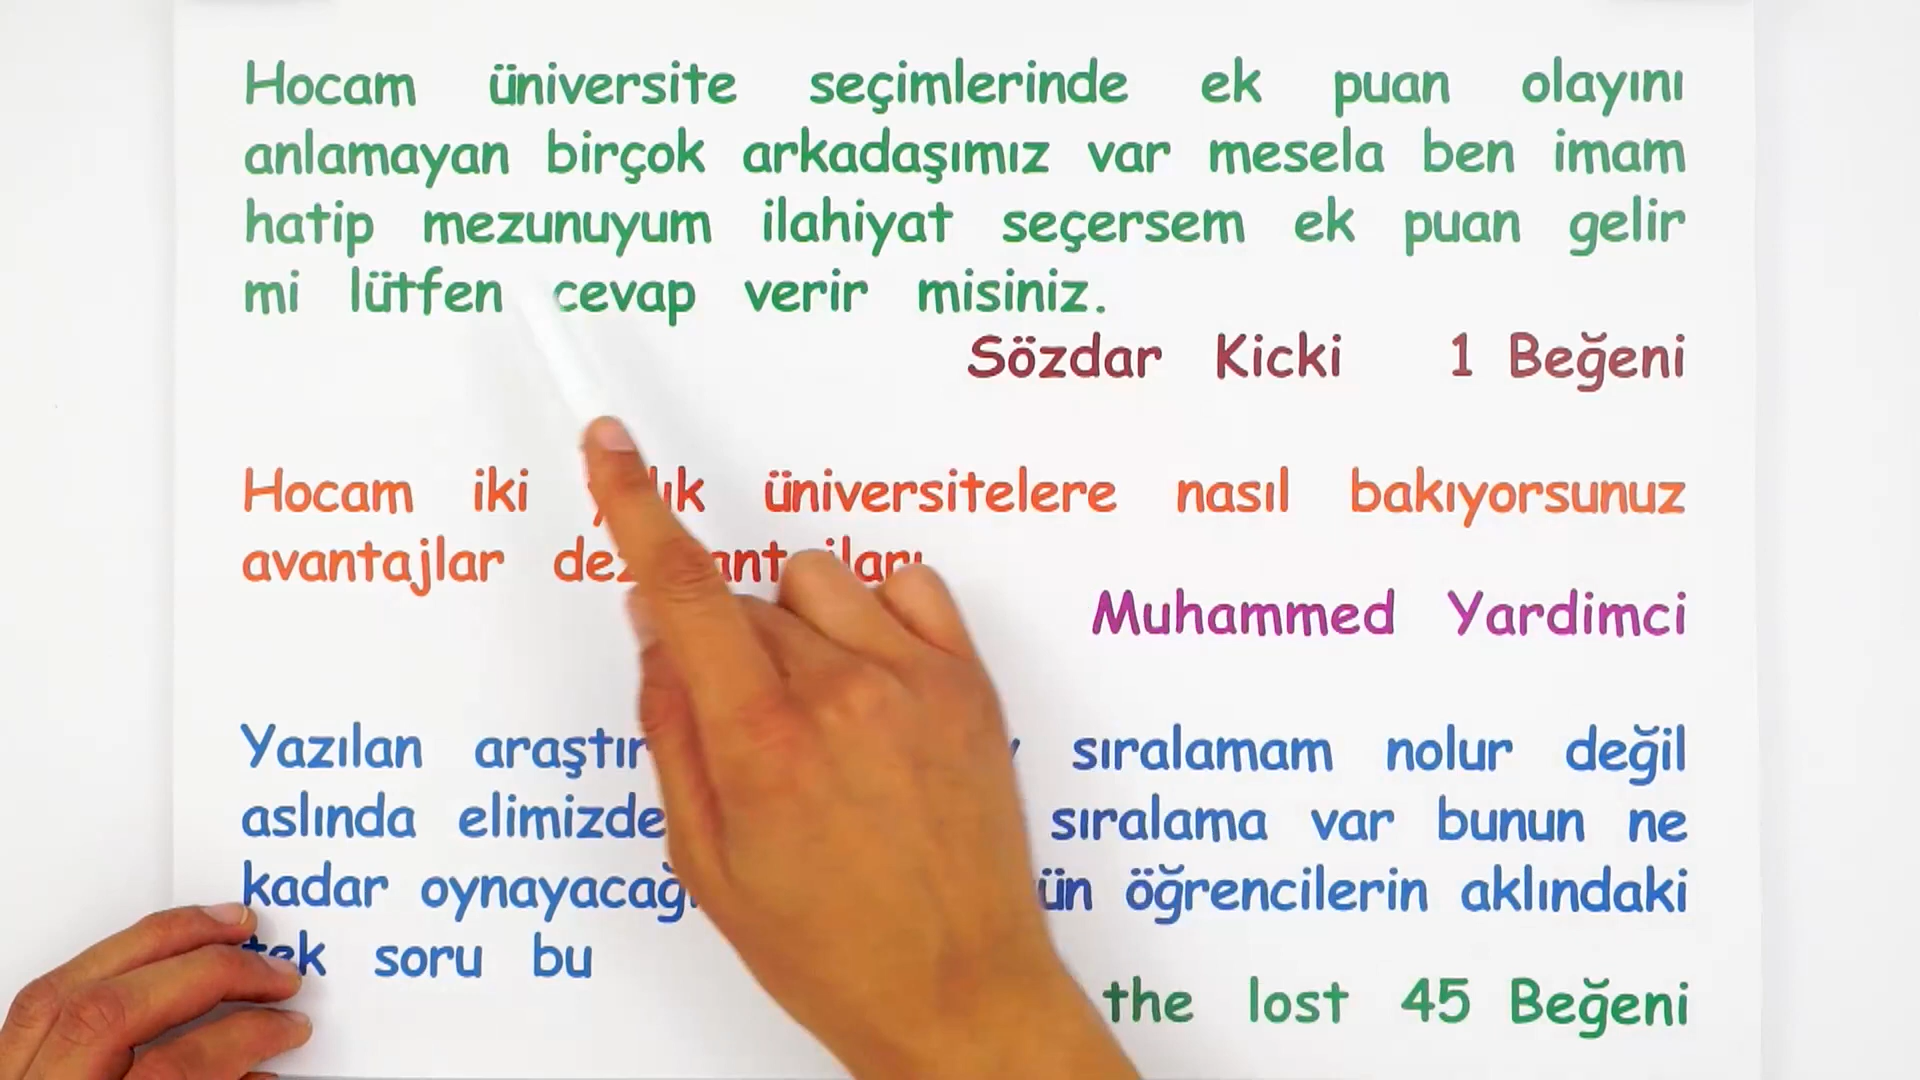 Hocam üniversite seçimlerinde ek puan olayını
anlamayan birçok arkadaşımız var mesela ben imam
hatip mezunuyum ilahiyat seçersem ek puan gelir
mi lütfen cevap verir misiniz.
Sözdar Kicki 1 Beğeni
Hocam iki üniversitelere nasıl bakıyorsunuz
avantajlar
Muhammed Yardimci
Yazılan sıralamam nolur değil
aslında elimizde sıralama var bunun ne
kadar öğrencilerin aklındaki
tek soru bu
the lost 45 Beğeni